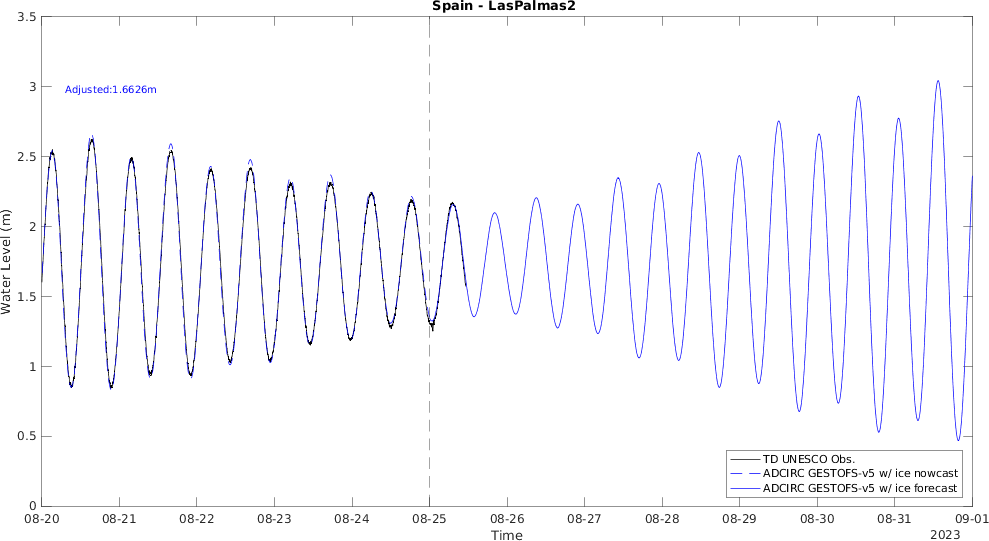 Spain - LasPalmas2
3.5
3
2.5
2
1.5
1
0.5
0
Water Level (m)
Adjusted:1.6626m
TD UNESCO Obs.
ADCIRC GESTOFS-v5 w/ ice nowcast
ADCIRC GESTOFS-v5 w/ ice forecast
08-20 08-21 08-22 08-23 08-24 08-25 08-26 08-27 08-28 08-29 08-30 08-31 09-01
Time
2023